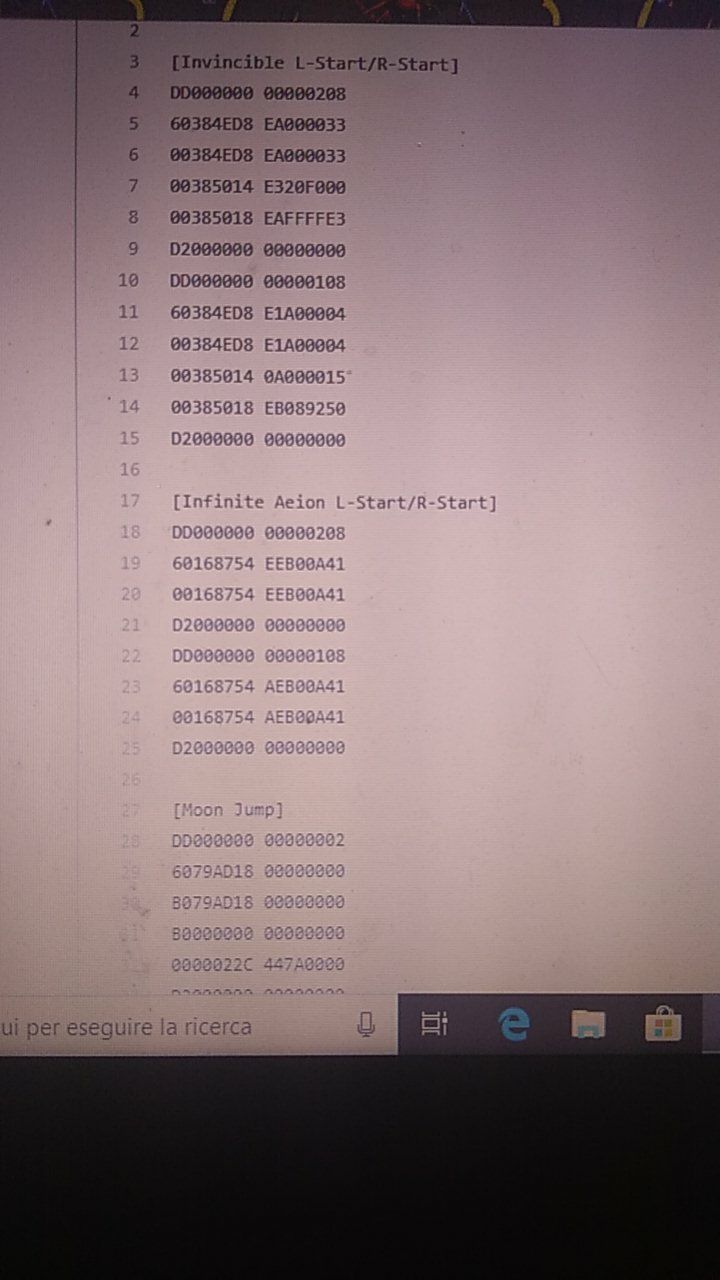 2
3 [Invincible L-Start/R-Start]
4 DD000000 00000208
5 60384ED8 EA000033
6 00384ED8 EA000033
7 00385014 E320F000
8 00385018 EAFFFFE3
9 D2000000 00000000
10 DD000000 00000108
11 60384ED8 E1A00004
12 00384ED8 E1A00004
13 00385014 0A000015
14 00385018 EB089250
15 D2000000 00000000
16
17 [Infinite Aeion L-Start/R-Start]
18 DD000000 00000208
19 60168754 EEB00A41
20 00168754 EEB00A41
21 D2000000 00000000
22 DD000000 00000108
23 60168754 AEB00A41
24 00168754 AEB00A41
25 D2000000 00000000
26
27 [Moon Jump]
28 DD000000 00000002
29 6079AD18 00000000
30 B079AD18 00000000
31 B0000000 00000000
0000022C 447A0000
D2000000 00000000
ui per eseguire la ricerca